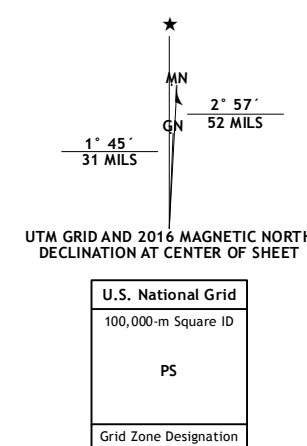 ★
MN
GN
2° 57´
52 MILS
1° 45´
31 MILS
UTM GRID AND 2016 MAGNETIC NORTH
DECLINATION AT CENTER OF SHEET
U.S. National Grid
100,000-m Square ID
PS
Grid Zone Designation